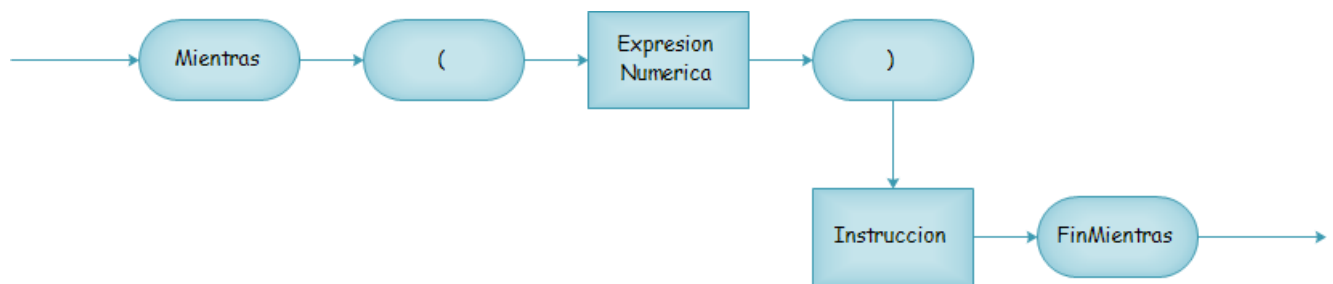 Mientras
(
Expresion
Numerica
)
Instruccion
FinMientras